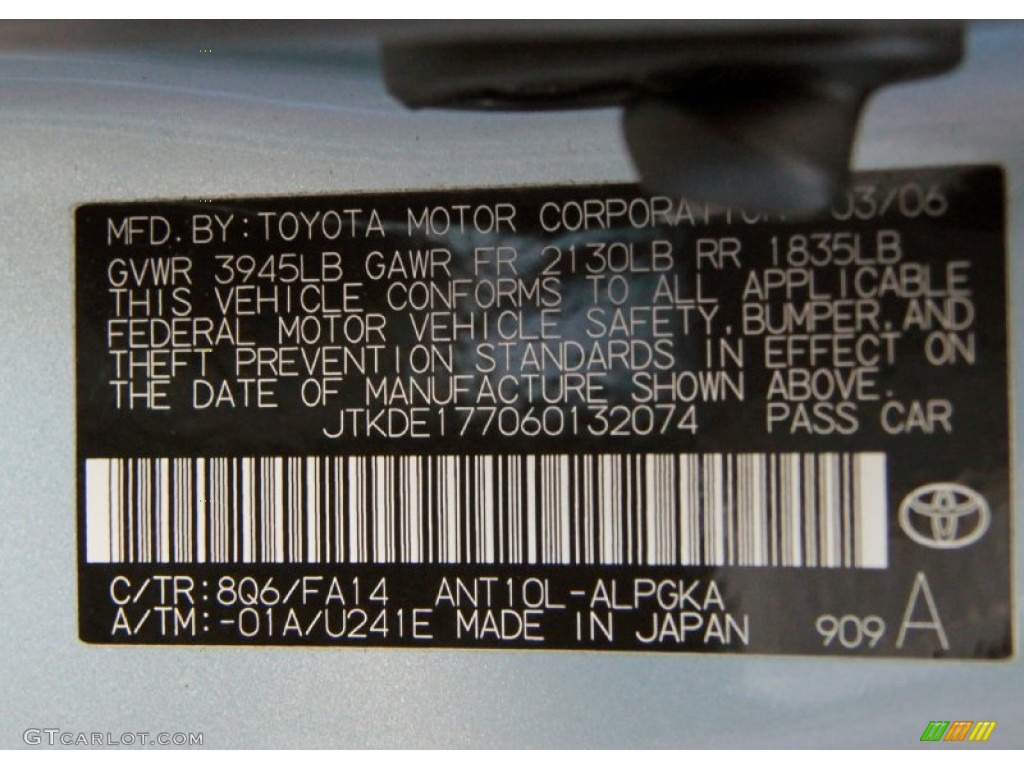 MFD. BY: TOYOTA MOTOR CORPORATION 03/06
GVWR 3945LB GAWR FR 2130LB RR 1835LB
THIS VEHICLE CONFORMS TO ALL APPLICABLE
FEDERAL MOTOR VEHICLE SAFETY, BUMPER, AND
THEFT PREVENTION STANDARDS IN EFFECT ON
THE DATE OF MANUFACTURE SHOWN ABOVE.
JTKDE177060132074 PASS CAR
C/TR: 8Q6/FA14 ANT10L-ALPGKA
A/TM: -01A/U241E MADE IN JAPAN 909 A
GTCARLOT.COM